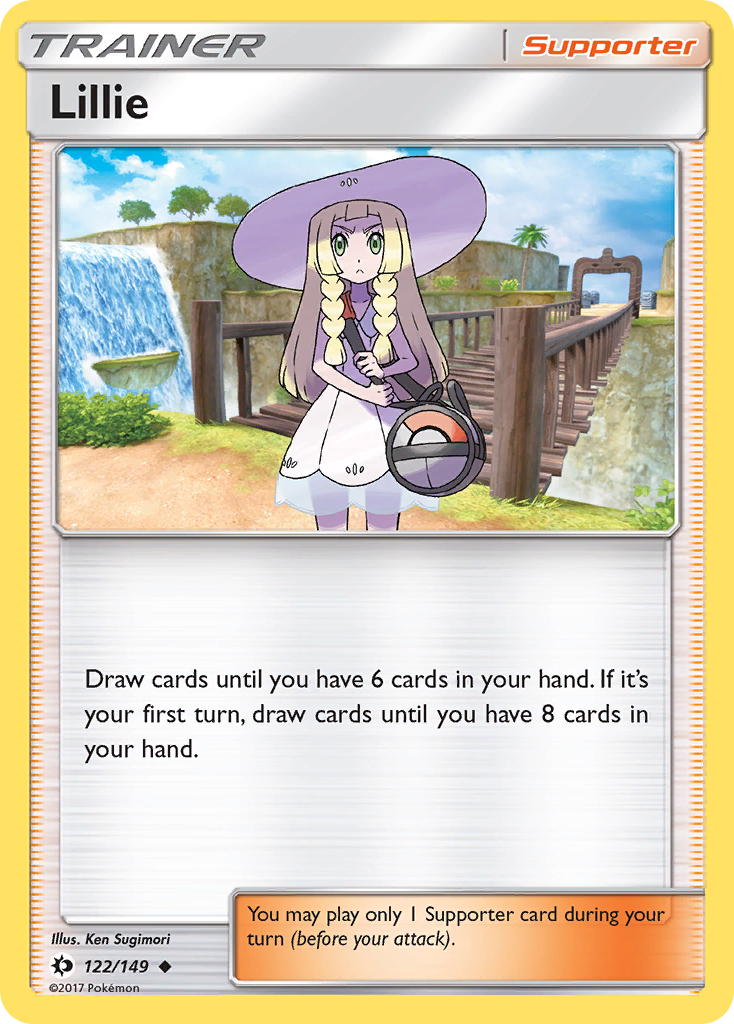 TRAINER
Supporter
Lillie
Draw cards until you have 6 cards in your hand. If it's
your first turn, draw cards until you have 8 cards in
your hand.
You may play only 1 Supporter card during your
turn (before your attack).
Illus. Ken Sugimori
122/149
©2017 Pokémon